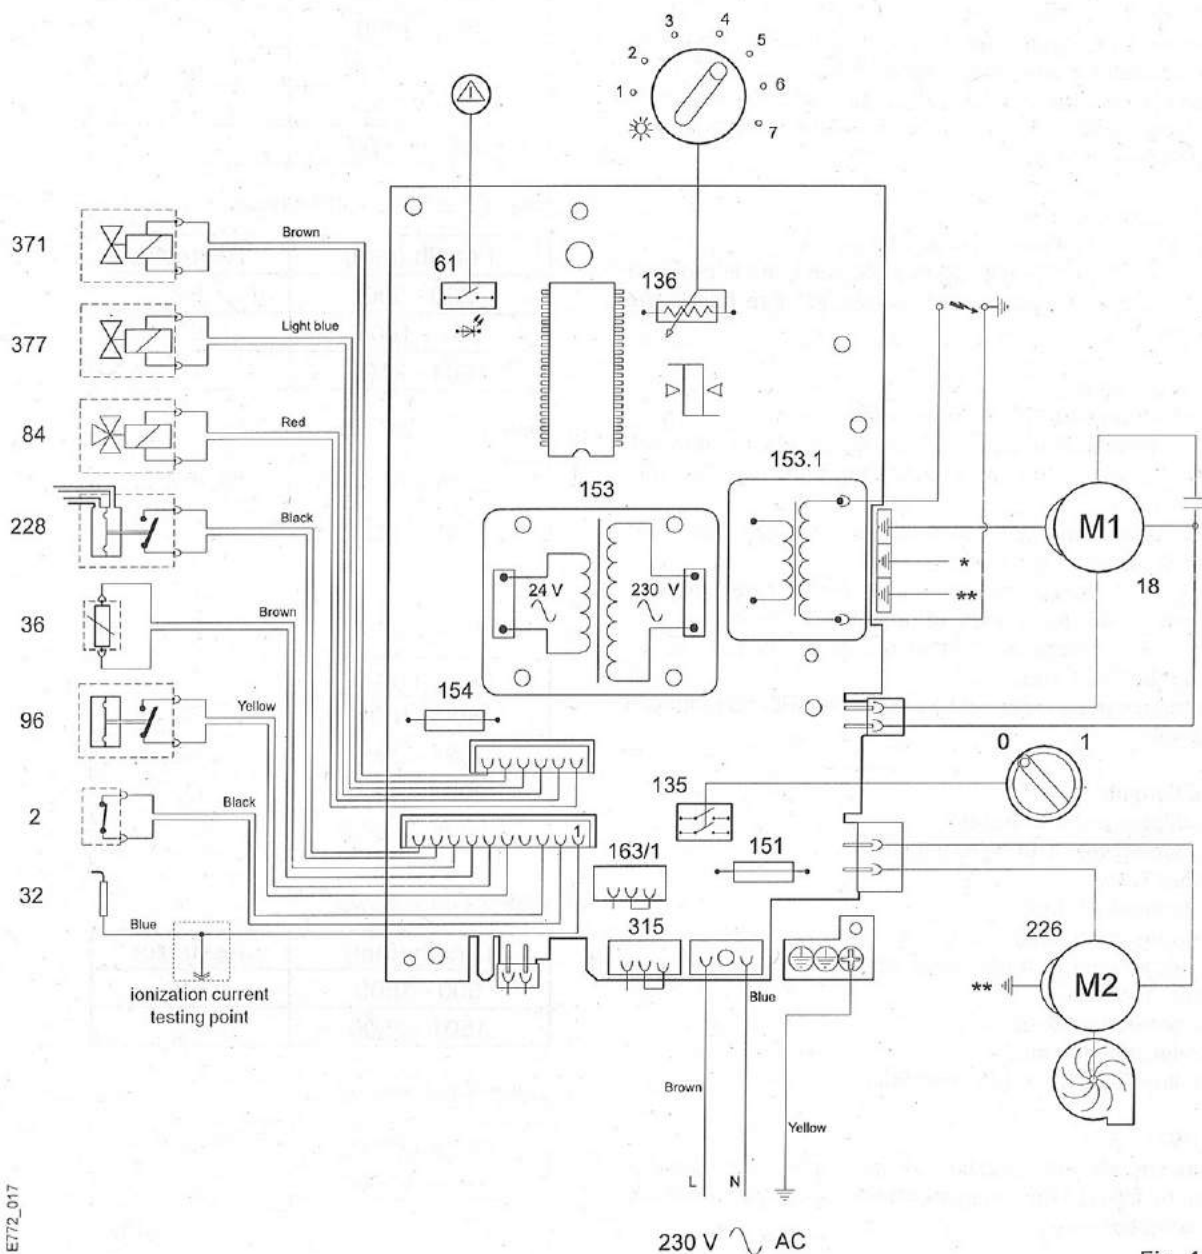 3
4
2
5
1
6
7
371
Brown
61
136
377
Light blue
84
Red
153.1
153
M1
228
Black
24 V
230 V
*
18
**
36
Brown
154
96
Yellow
0
1
135
2
Black
1
163/1
151
32
Blue
315
226
M2
**
ionization current
testing point
Blue
Brown
Yellow
L
N
230 V
AC
E772_017